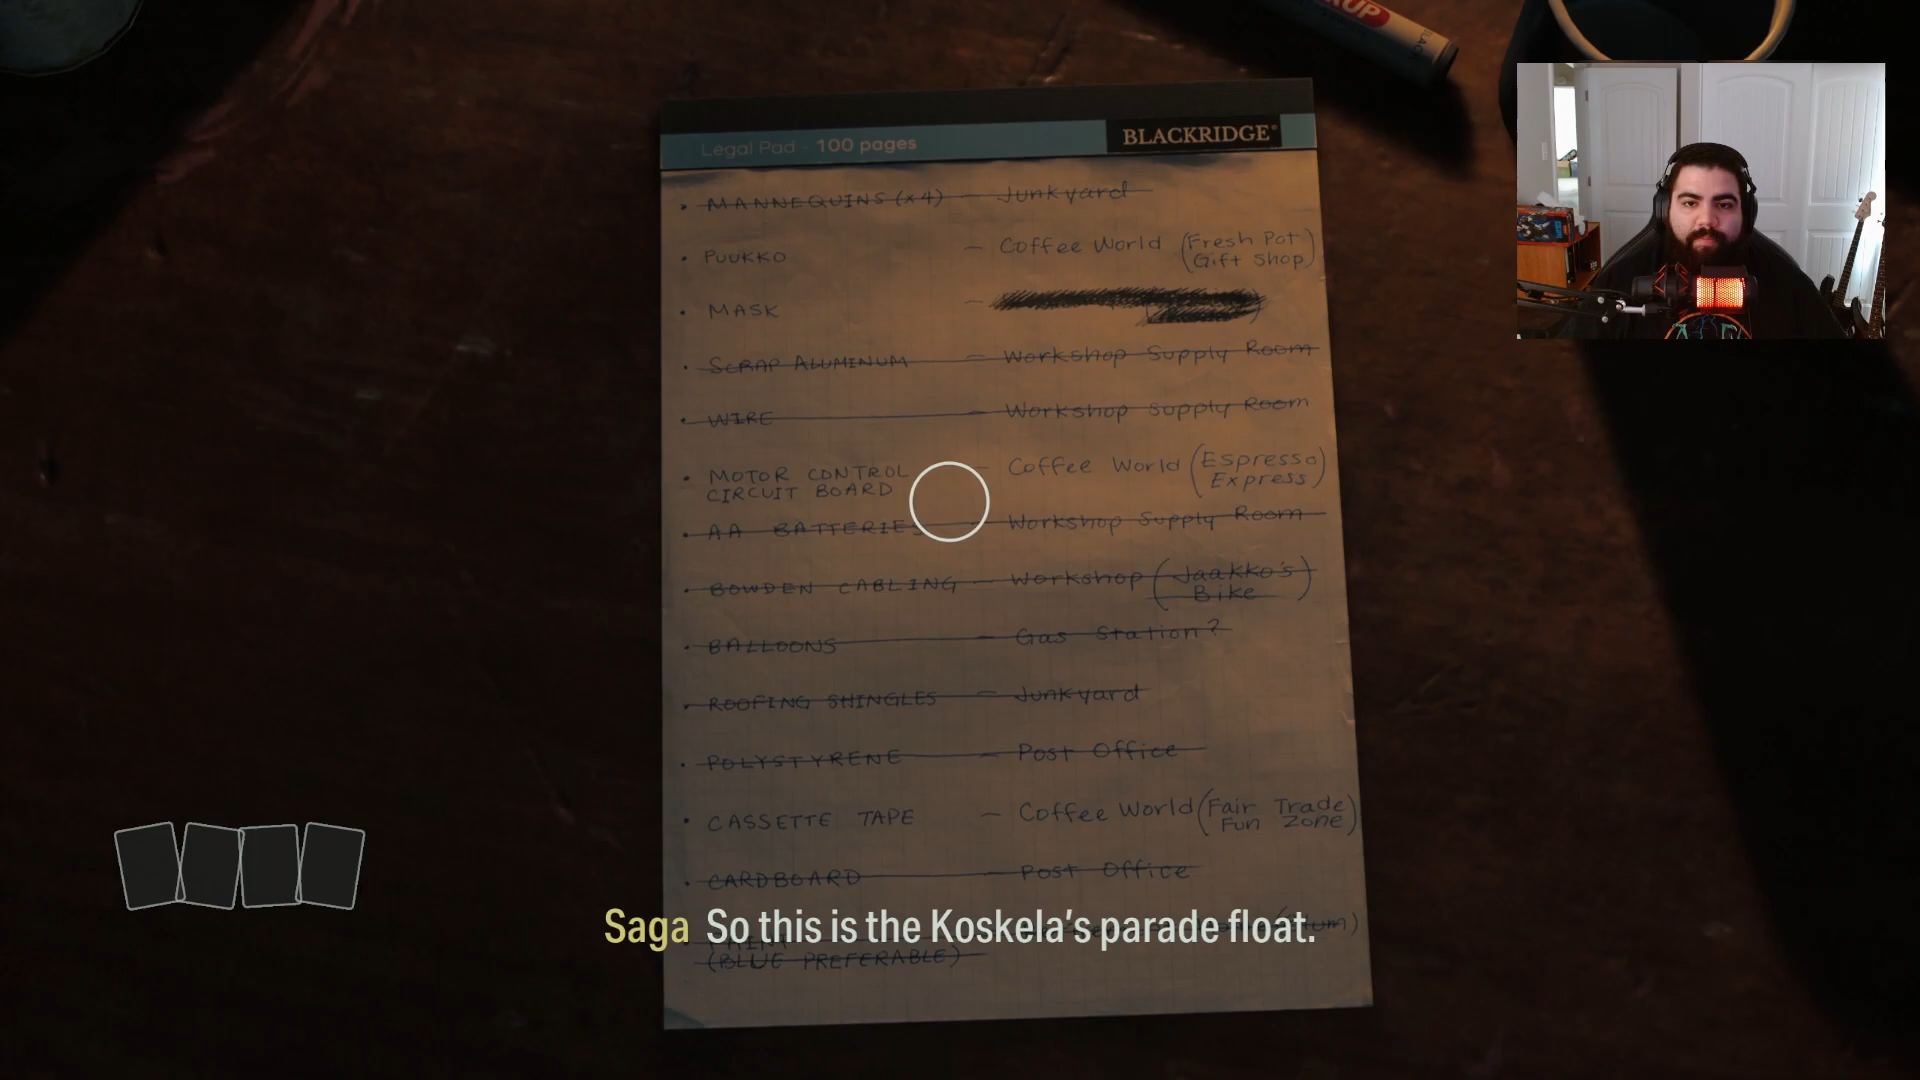 KUP
Legal Pad - 100 pages
BLACKRIDGE
• MANNEQUINS (x4) — Junkyard
• PUUKKO — Coffee World (Fresh Pot
Gift Shop)
• MASK —
• SCRAP ALUMINUM — Workshop Supply Room
• WIRE — Workshop Supply Room
• MOTOR CONTROL — Coffee World (Espresso
CIRCUIT BOARD Express)
• AA BATTERIES — Workshop Supply Room
• BOWDEN CABLING — Workshop (Jaakko's
Bike)
• BALLOONS — Gas Station?
• ROOFING SHINGLES — Junkyard
• POLYSTYRENE — Post Office
• CASSETTE TAPE — Coffee World (Fair Trade
Fun Zone)
• CARDBOARD — Post Office
Saga So this is the Koskela's parade float.
(BLUE PREFERABLE)